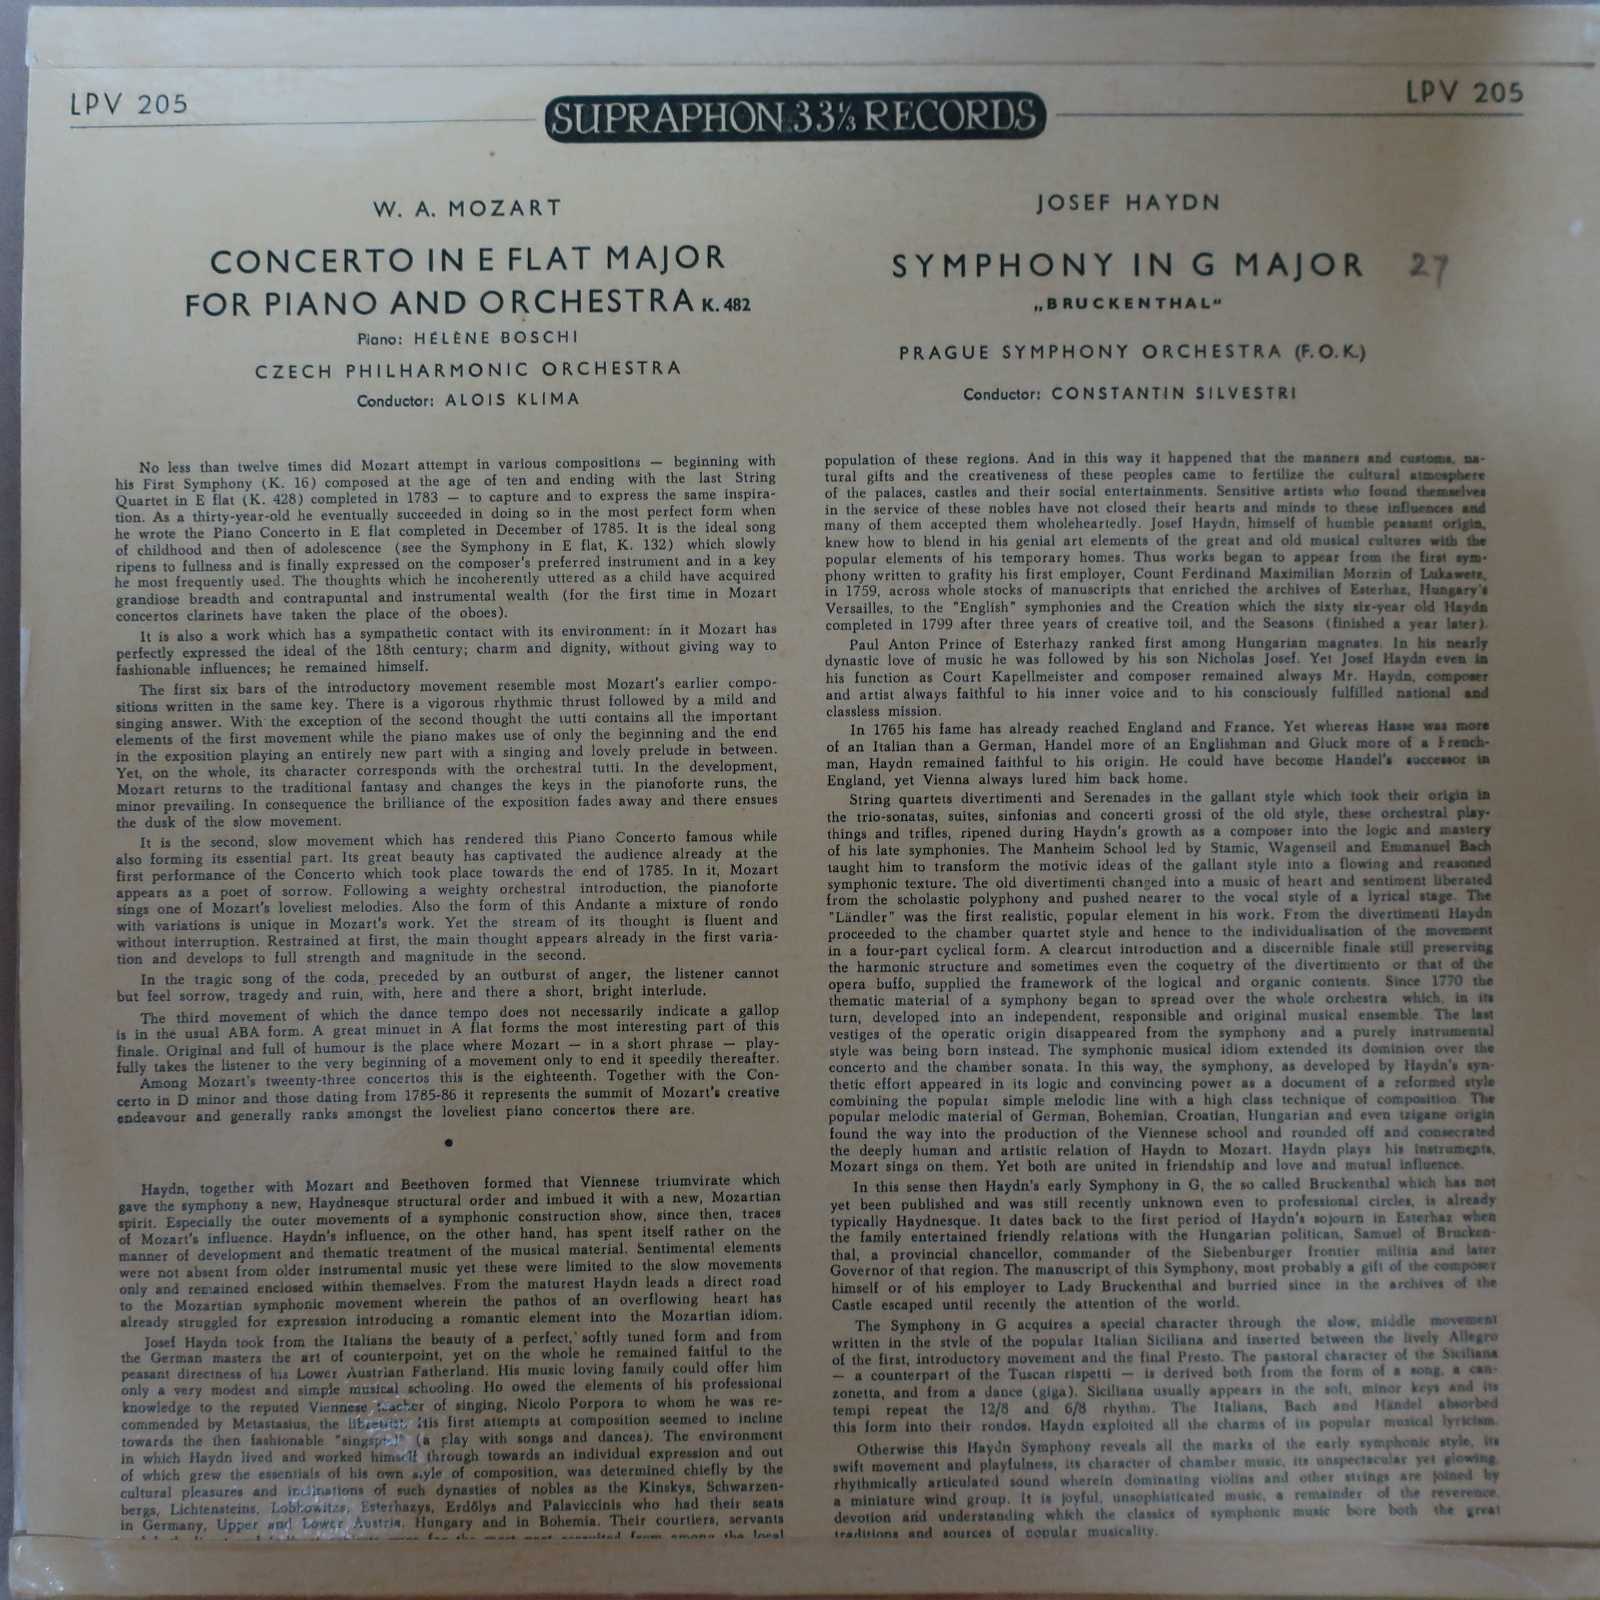 LPV 205
SUPRAPHON 33⅓ RECORDS
LPV 205
W. A. MOZART
CONCERTO IN E FLAT MAJOR
FOR PIANO AND ORCHESTRA K. 482
Piano: HÉLÈNE BOSCHI
CZECH PHILHARMONIC ORCHESTRA
Conductor: ALOIS KLIMA
No less than twelve times did Mozart attempt in various compositions — beginning with
his First Symphony (K. 16) composed at the age of ten and ending with the last String
Quartet in E flat (K. 428) completed in 1783 — to capture and to express the same inspira-
tion. As a thirty-year-old he eventually succeeded in doing so in the most perfect form when
he wrote the Piano Concerto in E flat completed in December of 1785. It is the ideal song
of childhood and then of adolescence (see the Symphony in E flat, K. 132) which slowly
ripens to fullness and is finally expressed on the composer's preferred instrument and in a key
he most frequently used. The thoughts which he incoherently uttered as a child have acquired
grandiose breadth and contrapuntal and instrumental wealth (for the first time in Mozart
concertos clarinets have taken the place of the oboes).
It is also a work which has a sympathetic contact with its environment: in it Mozart has
perfectly expressed the ideal of the 18th century; charm and dignity, without giving way to
fashionable influences; he remained himself.
The first six bars of the introductory movement resemble most Mozart's earlier compo-
sitions written in the same key. There is a vigorous rhythmic thrust followed by a mild and
singing answer. With the exception of the second thought the tutti contains all the important
elements of the first movement while the piano makes use of only the beginning and the end
in the exposition playing an entirely new part with a singing and lovely prelude in between.
Yet, on the whole, its character corresponds with the orchestral tutti. In the development,
Mozart returns to the traditional fantasy and changes the keys in the pianoforte runs, the
minor prevailing. In consequence the brilliance of the exposition fades away and there ensues
the dusk of the slow movement.
It is the second, slow movement which has rendered this Piano Concerto famous while
also forming its essential part. Its great beauty has captivated the audience already at the
first performance of the Concerto which took place towards the end of 1785. In it, Mozart
appears as a poet of sorrow. Following a weighty orchestral introduction, the pianoforte
sings one of Mozart's loveliest melodies. Also the form of this Andante a mixture of rondo
with variations is unique in Mozart's work. Yet the stream of its thought is fluent and
without interruption. Restrained at first, the main thought appears already in the first varia-
tion and develops to full strength and magnitude in the second.
In the tragic song of the coda, preceded by an outburst of anger, the listener cannot
but feel sorrow, tragedy and ruin, with, here and there a short, bright interlude.
The third movement of which the dance tempo does not necessarily indicate a gallop
is in the usual ABA form. A great minuet in A flat forms the most interesting part of this
finale. Original and full of humour is the place where Mozart — in a short phrase — play-
fully takes the listener to the very beginning of a movement only to end it speedily thereafter.
Among Mozart's tweenty-three concertos this is the eighteenth. Together with the Con-
certo in D minor and those dating from 1785-86 it represents the summit of Mozart's creative
endeavour and generally ranks amongst the loveliest piano concertos there are.
•
Haydn, together with Mozart and Beethoven formed that Viennese triumvirate which
gave the symphony a new, Haydnesque structural order and imbued it with a new, Mozartian
spirit. Especially the outer movements of a symphonic construction show, since then, traces
of Mozart's influence. Haydn's influence, on the other hand, has spent itself rather on the
manner of development and thematic treatment of the musical material. Sentimental elements
were not absent from older instrumental music yet these were limited to the slow movements
only and remained enclosed within themselves. From the maturest Haydn leads a direct road
to the Mozartian symphonic movement wherein the pathos of an overflowing heart has
already struggled for expression introducing a romantic element into the Mozartian idiom.
Josef Haydn took from the Italians the beauty of a perfect, softly tuned form and from
the German masters the art of counterpoint, yet on the whole he remained faitful to the
peasant directness of his Lower Austrian Fatherland. His music loving family could offer him
only a very modest and simple musical schooling. Ho owed the elements of his professional
knowledge to the reputed Viennese teacher of singing, Nicolo Porpora to whom he was re-
commended by Metastasius, the librettist. His first attempts at composition seemed to incline
towards the then fashionable "singspiel" (a play with songs and dances). The environment
in which Haydn lived and worked himself through towards an individual expression and out
of which grew the essentials of his own style of composition, was determined chiefly by the
cultural pleasures and inclinations of such dynasties of nobles as the Kinskys, Schwarzen-
bergs, Lichtensteins, Lobkowitzs, Esterhazys, Erdölys and Palaviccinis who had their seats
in Germany, Upper and Lower Austria, Hungary and in Bohemia. Their courtiers, servants
were for the most part recruited from among the local
JOSEF HAYDN
SYMPHONY IN G MAJOR 27
„BRUCKENTHAL“
PRAGUE SYMPHONY ORCHESTRA (F.O.K.)
Conductor: CONSTANTIN SILVESTRI
population of these regions. And in this way it happened that the manners and customs, na-
tural gifts and the creativeness of these peoples came to fertilize the cultural atmosphere
of the palaces, castles and their social entertainments. Sensitive artists who found themselves
in the service of these nobles have not closed their hearts and minds to these influences and
many of them accepted them wholeheartedly. Josef Haydn, himself of humble peasant origin,
knew how to blend in his genial art elements of the great and old musical cultures with the
popular elements of his temporary homes. Thus works began to appear from the first sym-
phony written to grafity his first employer, Count Ferdinand Maximilian Morzin of Lukawetz,
in 1759, across whole stocks of manuscripts that enriched the archives of Esterhaz, Hungary's
Versailles, to the "English" symphonies and the Creation which the sixty six-year old Haydn
completed in 1799 after three years of creative toil, and the Seasons (finished a year later).
Paul Anton Prince of Esterhazy ranked first among Hungarian magnates. In his nearly
dynastic love of music he was followed by his son Nicholas Josef. Yet Josef Haydn even in
his function as Court Kapellmeister and composer remained always Mr. Haydn, composer
and artist always faithful to his inner voice and to his consciously fulfilled national and
classless mission.
In 1765 his fame has already reached England and France. Yet whereas Hasse was more
of an Italian than a German, Handel more of an Englishman and Gluck more of a French-
man, Haydn remained faithful to his origin. He could have become Handel's successor in
England, yet Vienna always lured him back home.
String quartets divertimenti and Serenades in the gallant style which took their origin in
the trio-sonatas, suites, sinfonias and concerti grossi of the old style, these orchestral play-
things and trifles, ripened during Haydn's growth as a composer into the logic and mastery
of his late symphonies. The Manheim School led by Stamic, Wagenseil and Emmanuel Bach
taught him to transform the motivic ideas of the gallant style into a flowing and reasoned
symphonic texture. The old divertimenti changed into a music of heart and sentiment liberated
from the scholastic polyphony and pushed nearer to the vocal style of a lyrical stage. The
"Ländler" was the first realistic, popular element in his work. From the divertimenti Haydn
proceeded to the chamber quartet style and hence to the individualisation of the movement
in a four-part cyclical form. A clearcut introduction and a discernible finale still preserving
the harmonic structure and sometimes even the coquetry of the divertimento or that of the
opera buffo, supplied the framework of the logical and organic contents. Since 1770 the
thematic material of a symphony began to spread over the whole orchestra which, in its
turn, developed into an independent, responsible and original musical ensemble. The last
vestiges of the operatic origin disappeared from the symphony and a purely instrumental
style was being born instead. The symphonic musical idiom extended its dominion over the
concerto and the chamber sonata. In this way, the symphony, as developed by Haydn's syn-
thetic effort appeared in its logic and convincing power as a document of a reformed style
combining the popular simple melodic line with a high class technique of composition. The
popular melodic material of German, Bohemian, Croatian, Hungarian and even tzigane origin
found the way into the production of the Viennese school and rounded off and consecrated
the deeply human and artistic relation of Haydn to Mozart. Haydn plays his instruments,
Mozart sings on them. Yet both are united in friendship and love and mutual influence.
In this sense then Haydn's early Symphony in G, the so called Bruckenthal which has not
yet been published and was still recently unknown even to professional circles, is already
typically Haydnesque. It dates back to the first period of Haydn's sojourn in Esterhaz when
the family entertained friendly relations with the Hungarian politican, Samuel of Brucken-
thal, a provincial chancellor, commander of the Siebenburger frontier militia and later
Governor of that region. The manuscript of this Symphony, most probably a gift of the composer
himself or of his employer to Lady Bruckenthal and burried since in the archives of the
Castle escaped until recently the attention of the world.
The Symphony in G acquires a special character through the slow, middle movement
written in the style of the popular Italian Siciliana and inserted between the lively Allegro
of the first, introductory movement and the final Presto. The pastoral character of the Siciliana
— a counterpart of the Tuscan rispetti — is derived both from the form of a song, a can-
zonetta, and from a dance (giga). Siciliana usually appears in the soft, minor keys and its
tempi repeat the 12/8 and 6/8 rhythm. The Italians, Bach and Händel absorbed
this form into their rondos. Haydn exploited all the charms of its popular musical lyricism.
Otherwise this Haydn Symphony reveals all the marks of the early symphonic style, its
swift movement and playfulness, its character of chamber music, its unspectacular yet glowing,
rhythmically articulated sound wherein dominating violins and other strings are joined by
a miniature wind group. It is joyful, unsophisticated music, a remainder of the reverence,
devotion and understanding which the classics of symphonic music bore both the great
traditions and sources of popular musicality.